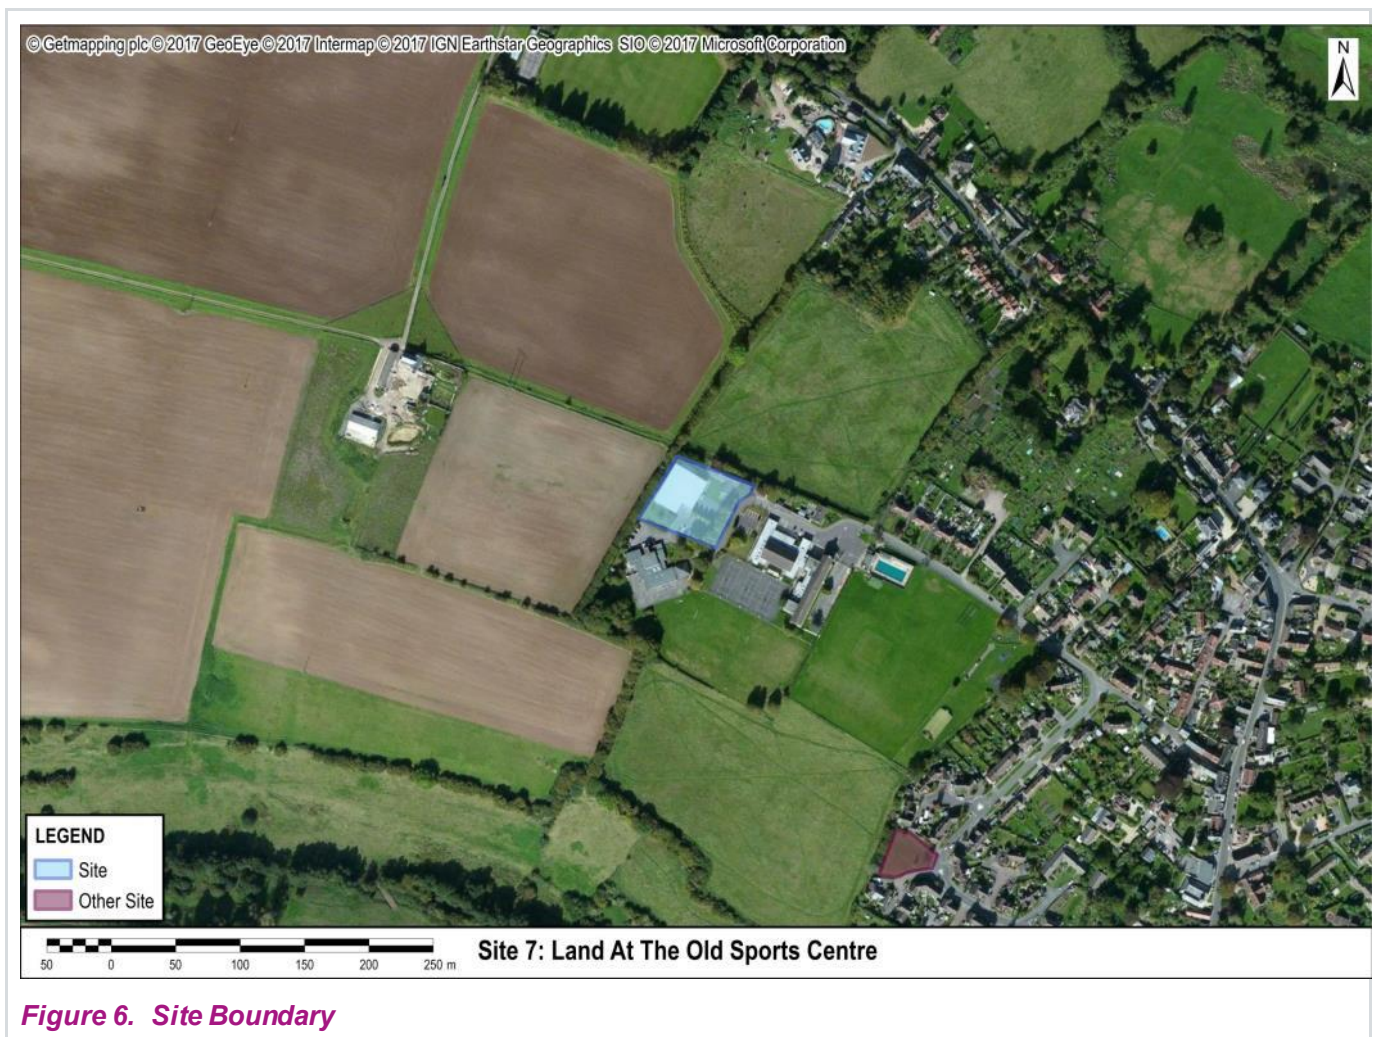 © Getmapping plc © 2017 GeoEye © 2017 Intermap © 2017 IGN Earthstar Geographics SIO © 2017 Microsoft Corporation
N
LEGEND
Site
Other Site
50 0 50 100 150 200 250 m
Site 7: Land At The Old Sports Centre
Figure 6. Site Boundary